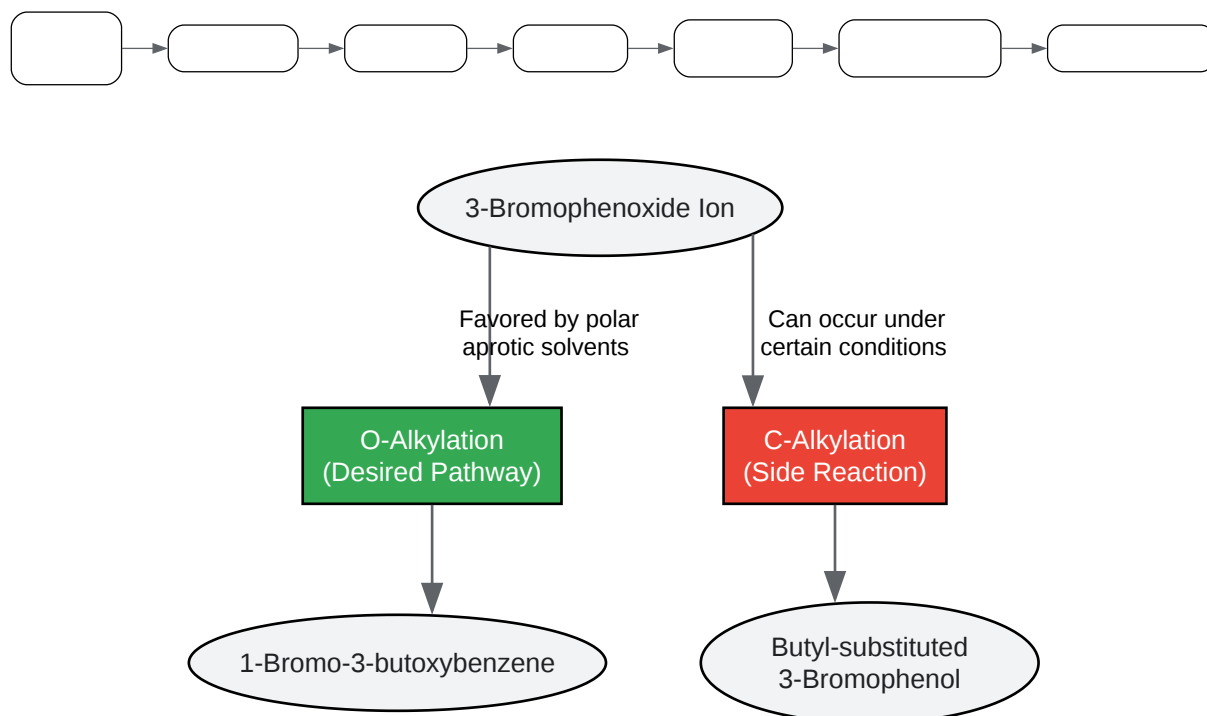 3-Bromophenoxide Ion
Favored by polar
aprotic solvents
Can occur under
certain conditions
O-Alkylation
(Desired Pathway)
C-Alkylation
(Side Reaction)
1-Bromo-3-butoxybenzene
Butyl-substituted
3-Bromophenol